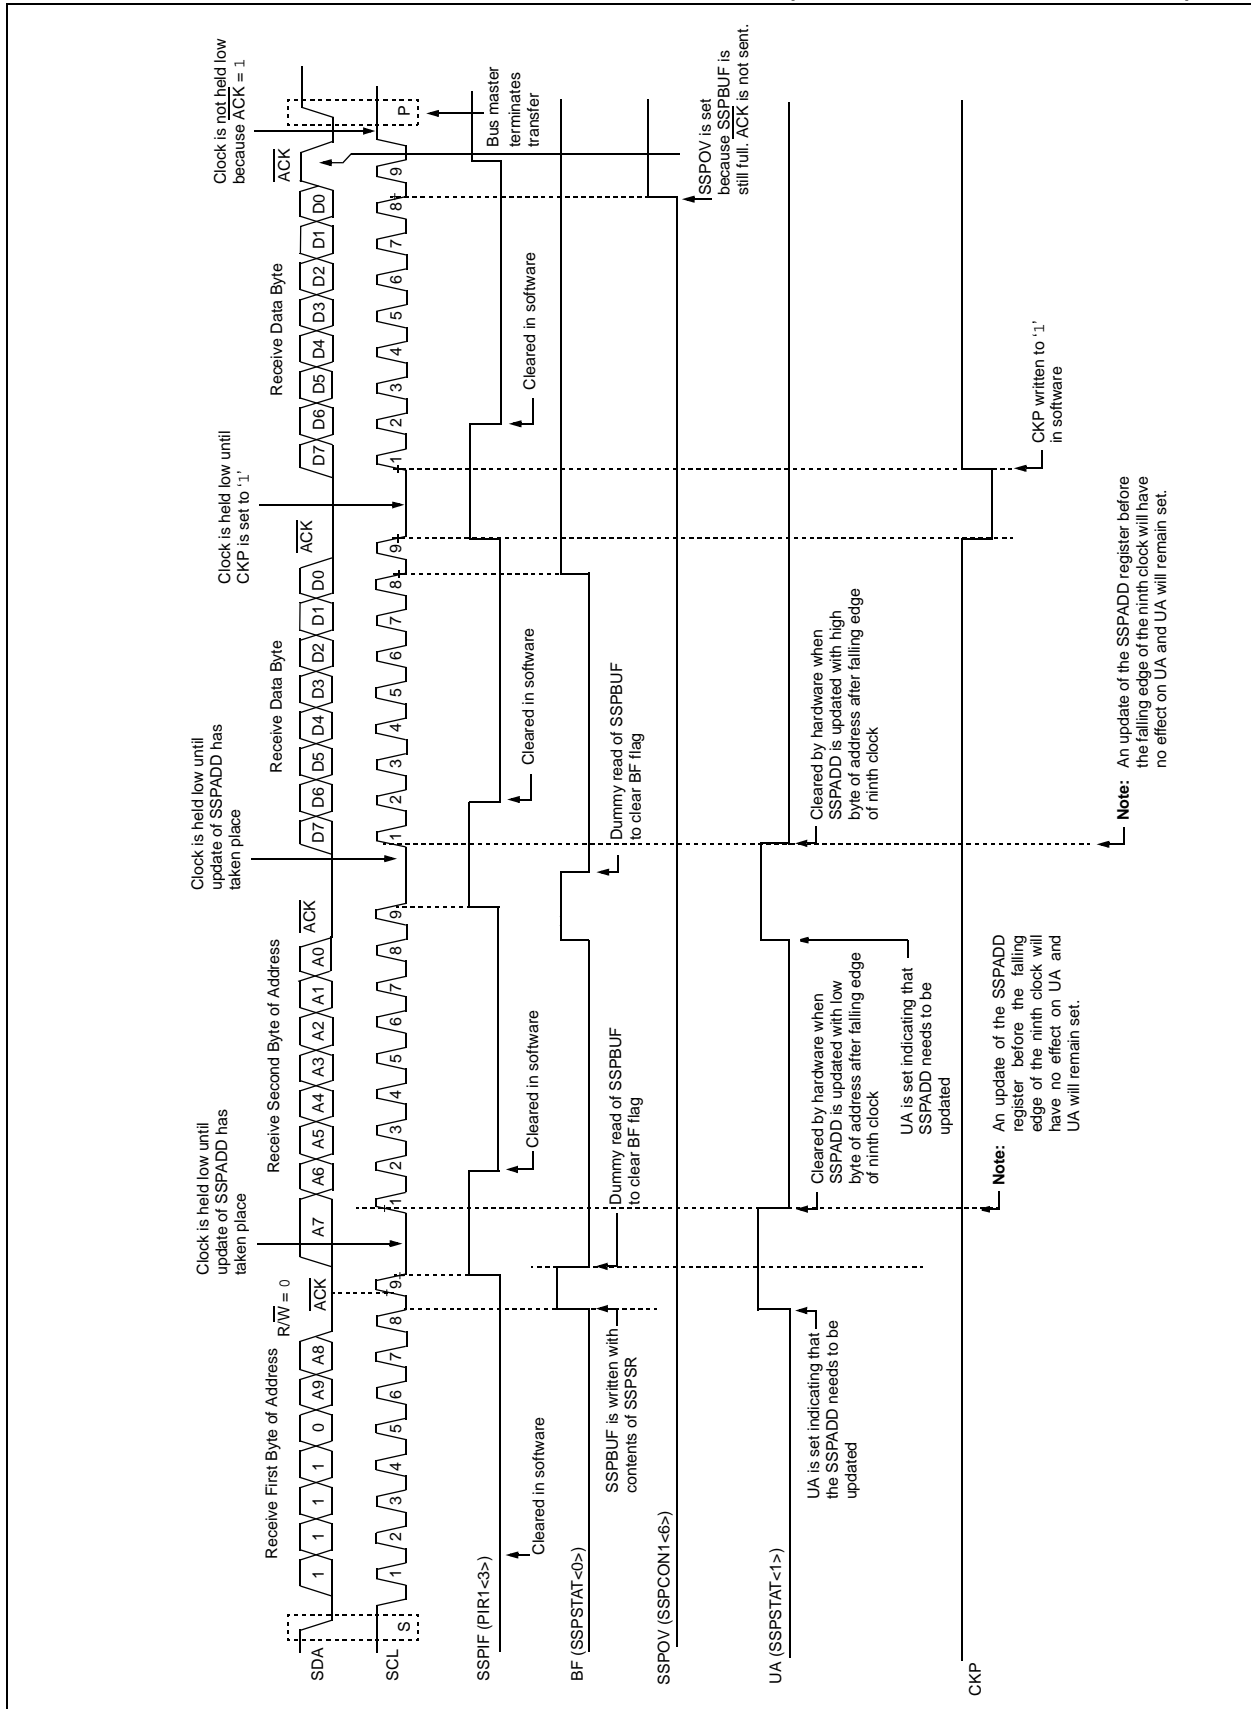 Receive First Byte of Address
R/W = 0
ACK
Clock is held low until
update of SSPADD has
taken place
Receive Second Byte of Address
ACK
Clock is held low until
update of SSPADD has
taken place
Receive Data Byte
ACK
Clock is held low until
CKP is set to ‘1’
Receive Data Byte
ACK
Clock is not held low
because ACK = 1
SDA
1 1 1 1 0 A9 A8
A7 A6 A5 A4 A3 A2 A1 A0
D7 D6 D5 D4 D3 D2 D1 D0
D7 D6 D5 D4 D3 D2 D1 D0
SCL
S
1 2 3 4 5 6 7 8 9
1 2 3 4 5 6 7 8 9
1 2 3 4 5 6 7 8 9
1 2 3 4 5 6 7 8 9
P
Bus master
terminates
transfer
SSPIF (PIR1<3>)
Cleared in software
Cleared in software
Cleared in software
Cleared in software
BF (SSPSTAT<0>)
SSPBUF is written with
contents of SSPSR
Dummy read of SSPBUF
to clear BF flag
Dummy read of SSPBUF
to clear BF flag
SSPOV (SSPCON1<6>)
SSPOV is set
because SSPBUF is
still full. ACK is not sent.
UA (SSPSTAT<1>)
UA is set indicating that
the SSPADD needs to be
updated
Cleared by hardware when
SSPADD is updated with low
byte of address after falling edge
of ninth clock
UA is set indicating that
SSPADD needs to be
updated
Cleared by hardware when
SSPADD is updated with high
byte of address after falling edge
of ninth clock
CKP
CKP written to ‘1’
in software
Note: An update of the SSPADD
register before the falling
edge of the ninth clock will
have no effect on UA and
UA will remain set.
Note: An update of the SSPADD register before
the falling edge of the ninth clock will have
no effect on UA and UA will remain set.